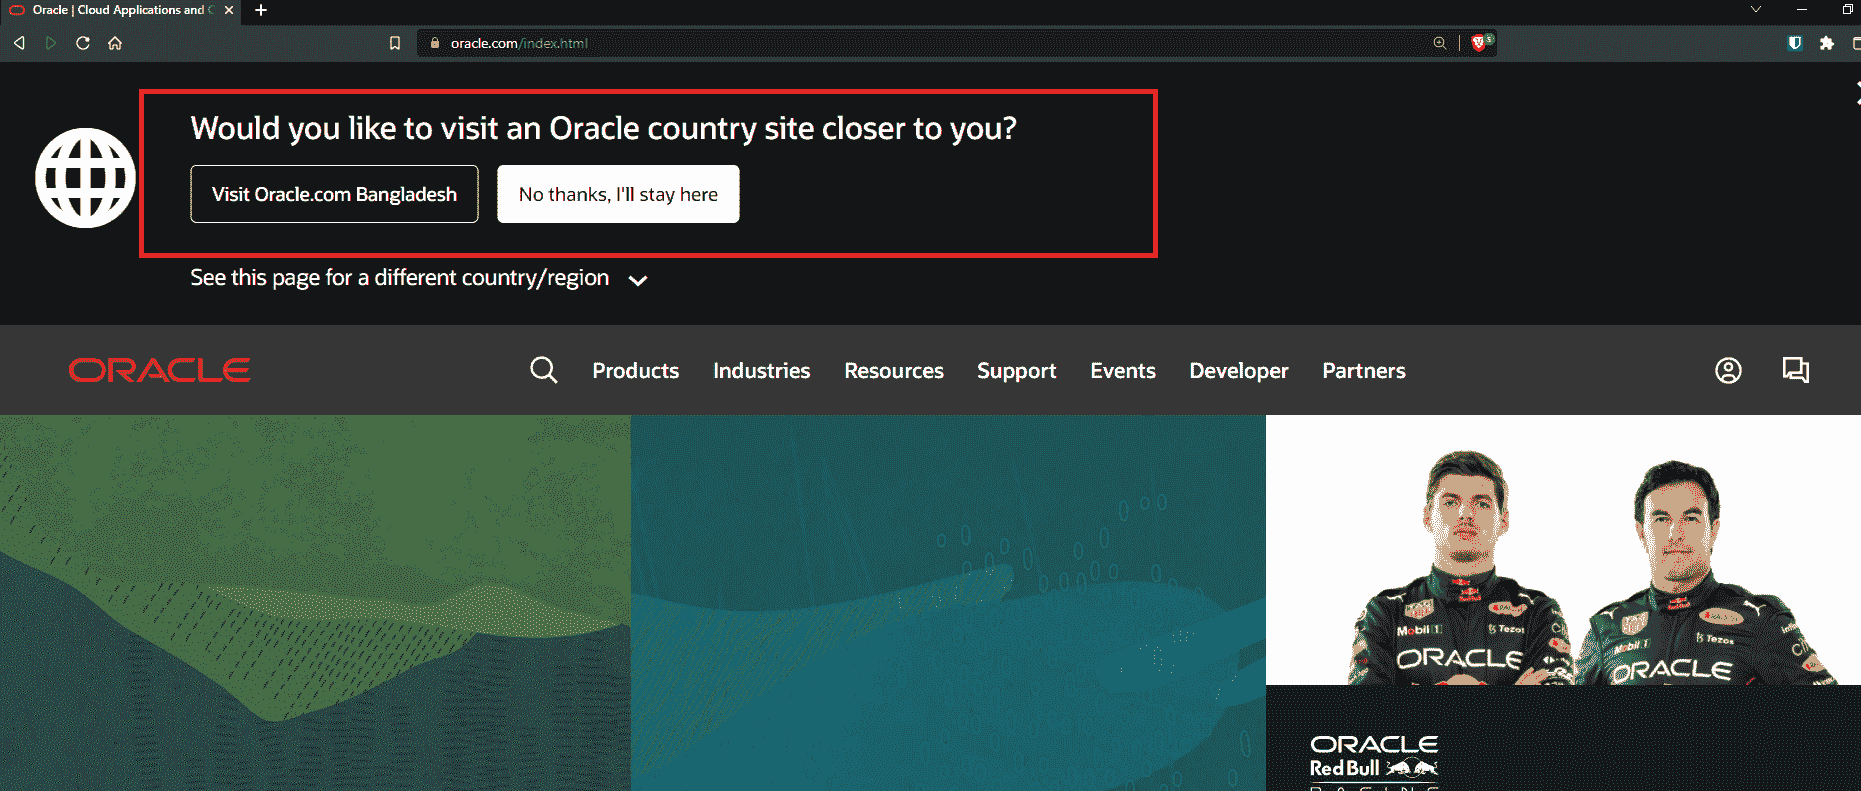 Oracle | Cloud Applications and C
oracle.com/index.html
5
Would you like to visit an Oracle country site closer to you?
Visit Oracle.com Bangladesh
No thanks, I'll stay here
See this page for a different country/region
ORACLE
Products
Industries
Resources
Support
Events
Developer
Partners
Mobil 1
Tezos
ORACLE
Mobil 1
Tezos
ORACLE
ORACLE
Red Bull